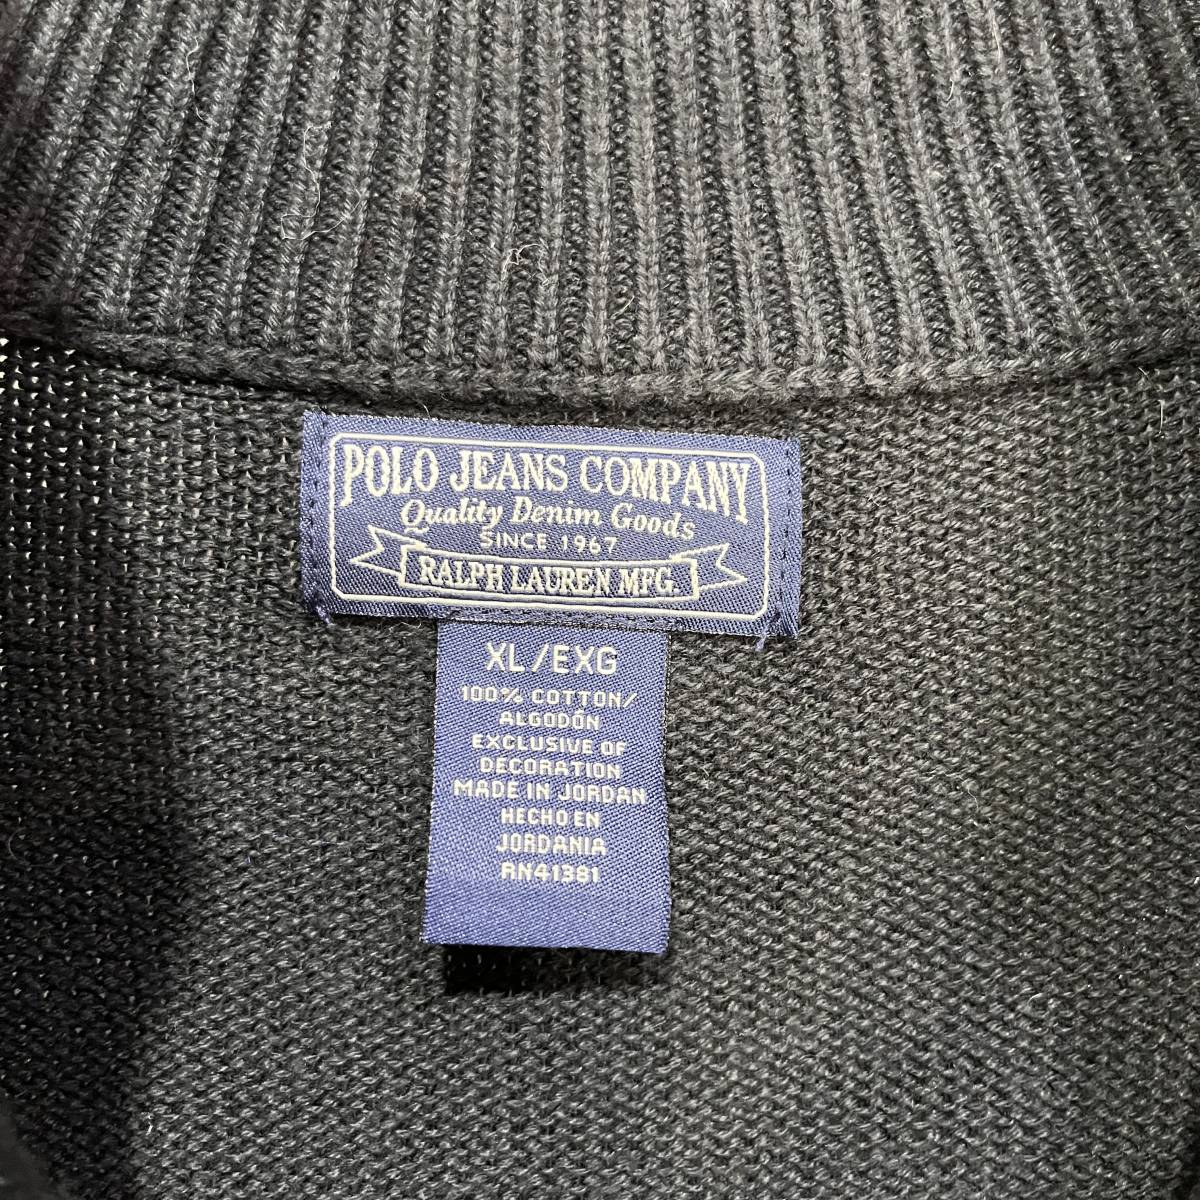 POLO JEANS COMPANY
Quality Denim Goods
SINCE 1967
RALPH LAUREN MFG.
XL/EXG
100% COTTON/
ALGODÓN
EXCLUSIVE OF
DECORATION
MADE IN JORDAN
HECHO EN
JORDANIA
RN41381